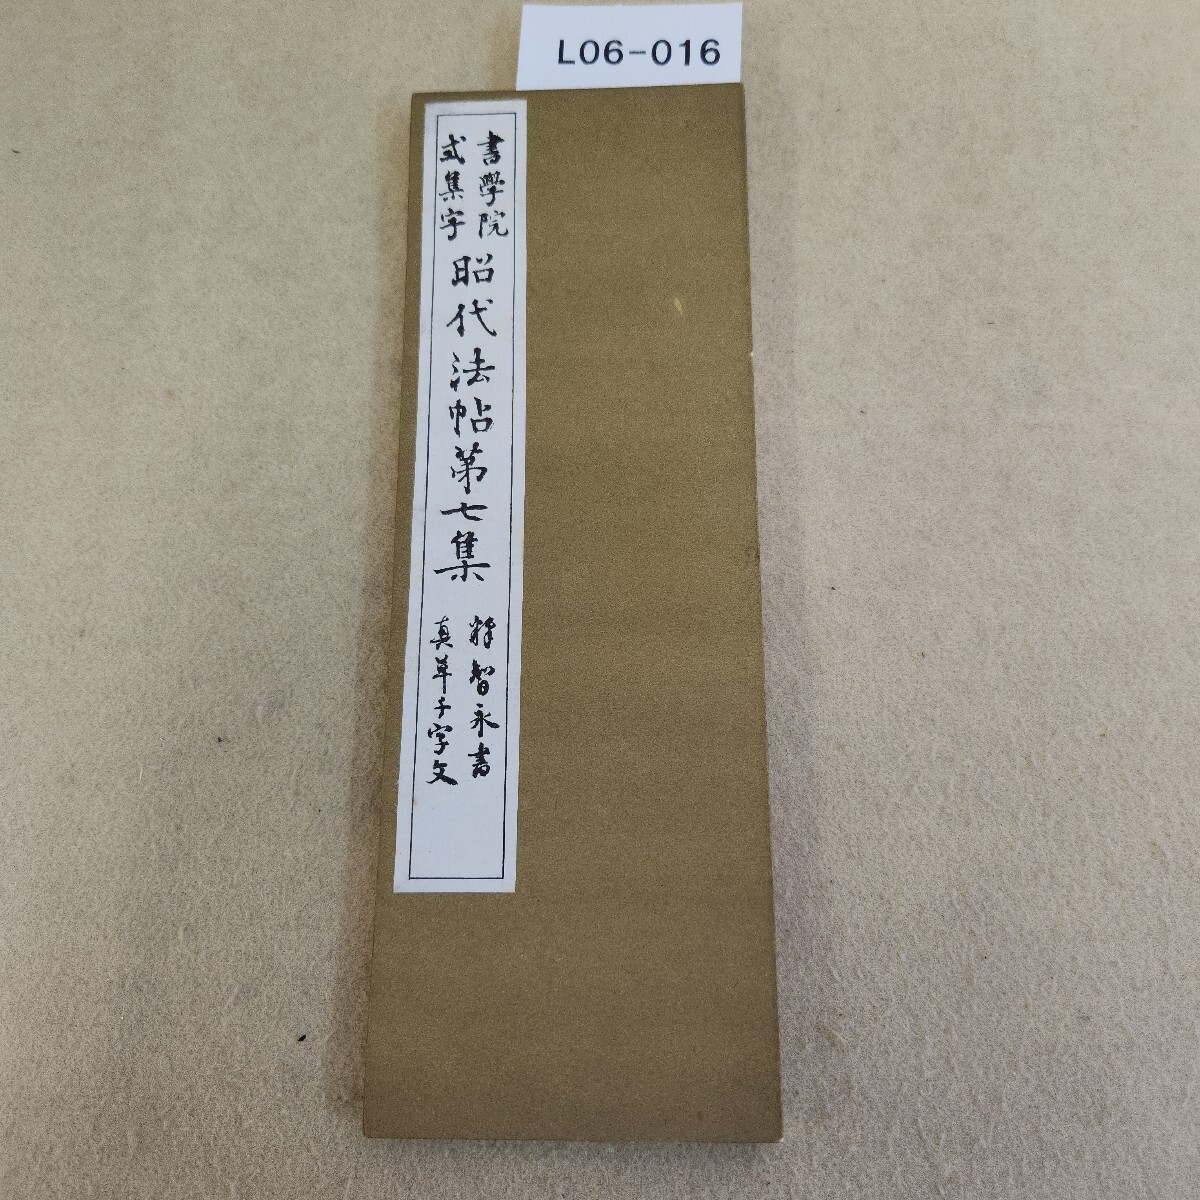 L06-016
書學院
式集字
昭代法帖第七集
釋智永書
真草千字文